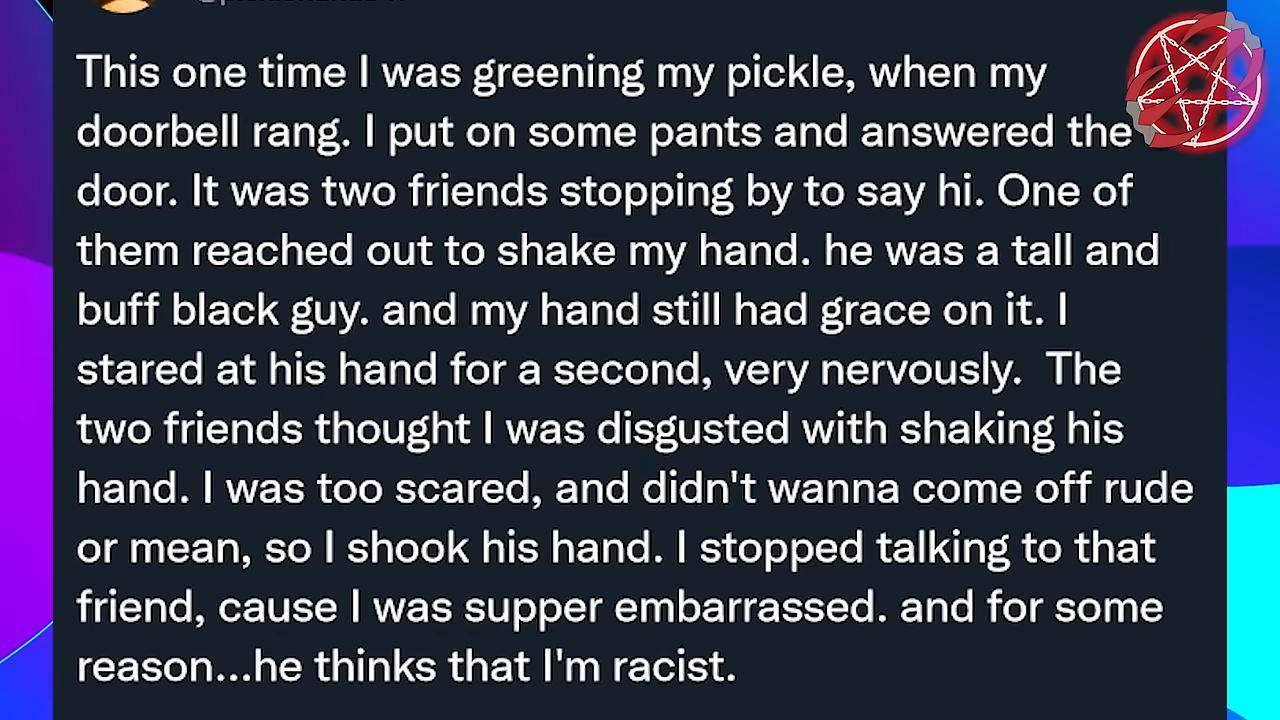 This one time I was greening my pickle, when my
doorbell rang. I put on some pants and answered the
door. It was two friends stopping by to say hi. One of
them reached out to shake my hand. he was a tall and
buff black guy. and my hand still had grace on it. I
stared at his hand for a second, very nervously.  The
two friends thought I was disgusted with shaking his
hand. I was too scared, and didn't wanna come off rude
or mean, so I shook his hand. I stopped talking to that
friend, cause I was supper embarrassed. and for some
reason...he thinks that I'm racist.